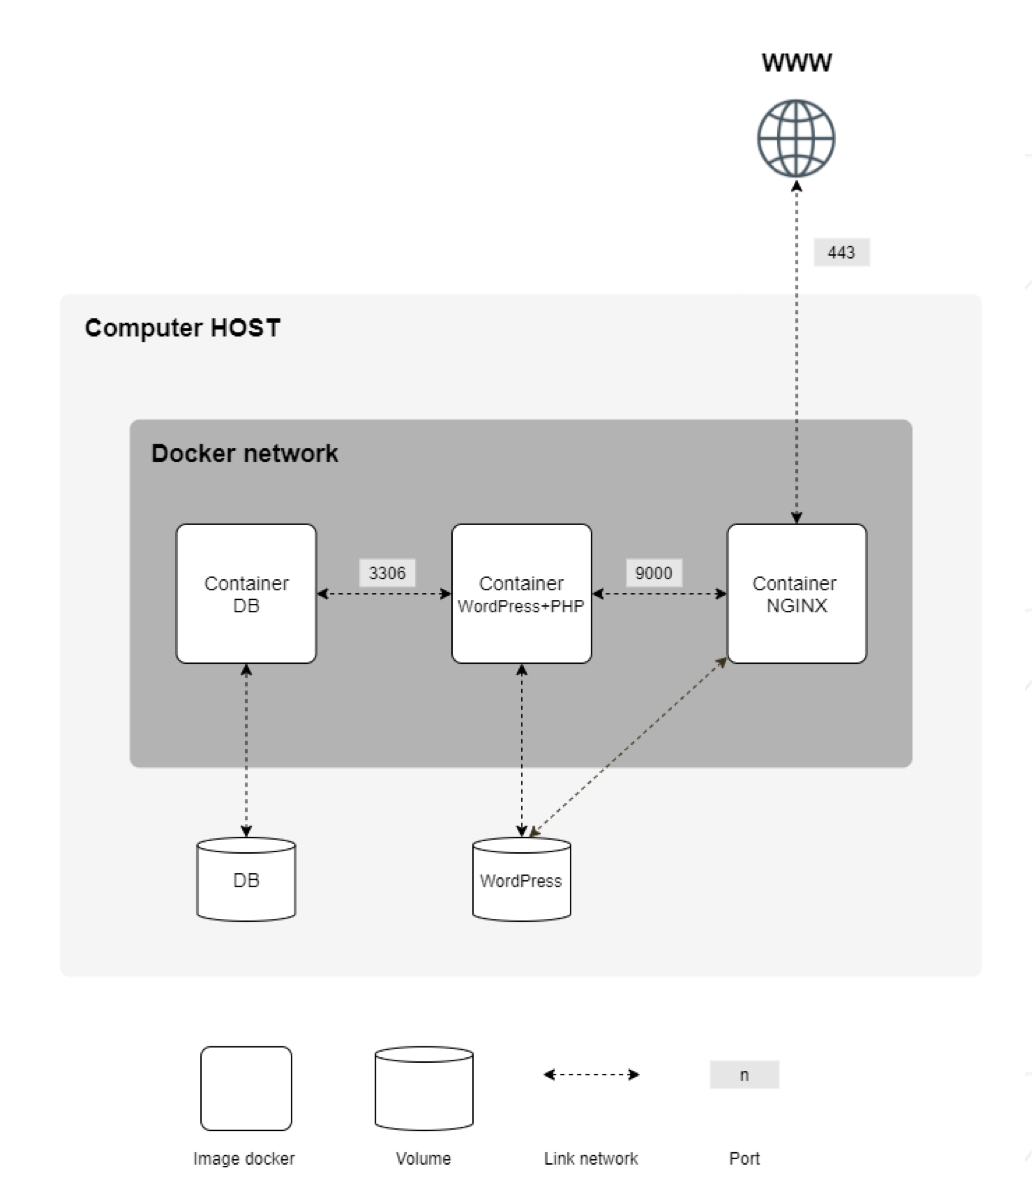 WWW
443
Computer HOST
Docker network
Container
DB
3306
Container
WordPress+PHP
9000
Container
NGINX
DB
WordPress
n
Image docker
Volume
Link network
Port